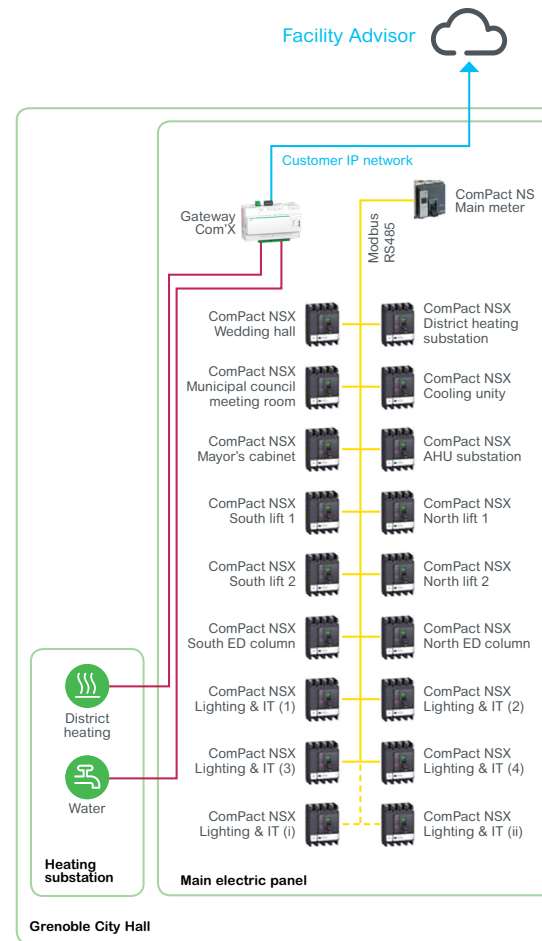 Facility Advisor
Customer IP network
Gateway
Com'X
ComPact NS
Main meter
Modbus
RS485
ComPact NSX
Wedding hall
ComPact NSX
District heating
substation
ComPact NSX
Municipal council
meeting room
ComPact NSX
Cooling unity
ComPact NSX
Mayor's cabinet
ComPact NSX
AHU substation
ComPact NSX
South lift 1
ComPact NSX
North lift 1
ComPact NSX
South lift 2
ComPact NSX
North lift 2
ComPact NSX
South ED column
ComPact NSX
North ED column
ComPact NSX
Lighting & IT (1)
ComPact NSX
Lighting & IT (2)
ComPact NSX
Lighting & IT (3)
ComPact NSX
Lighting & IT (4)
ComPact NSX
Lighting & IT (i)
ComPact NSX
Lighting & IT (ii)
District
heating
Water
Heating
substation
Main electric panel
Grenoble City Hall